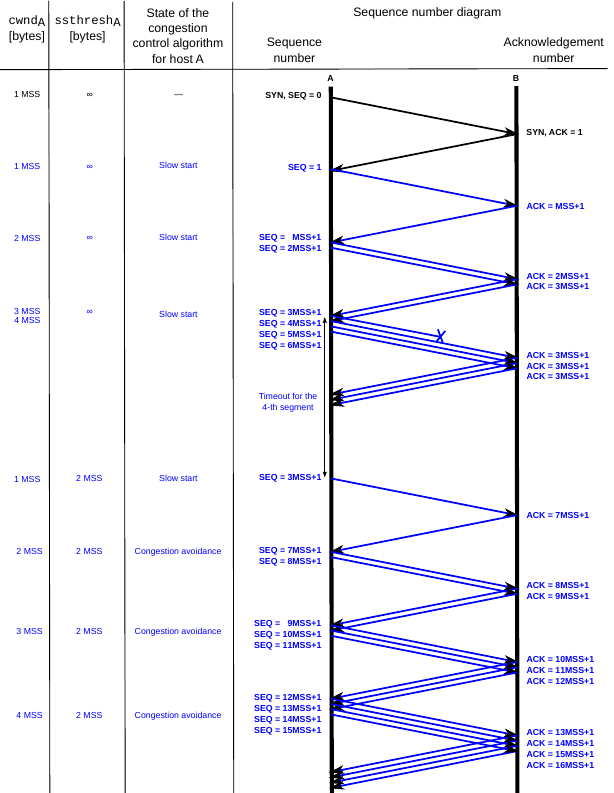 cwndA
[bytes]
ssthreshA
[bytes]
State of the
congestion
control algorithm
for host A
Sequence number diagram
Sequence
number
Acknowledgement
number
A
B
1 MSS
∞
—
SYN, SEQ = 0
SYN, ACK = 1
1 MSS
∞
Slow start
SEQ = 1
ACK = MSS+1
2 MSS
∞
Slow start
SEQ = MSS+1
SEQ = 2MSS+1
ACK = 2MSS+1
ACK = 3MSS+1
3 MSS
4 MSS
∞
Slow start
SEQ = 3MSS+1
SEQ = 4MSS+1
SEQ = 5MSS+1
SEQ = 6MSS+1
X
ACK = 3MSS+1
ACK = 3MSS+1
ACK = 3MSS+1
Timeout for the
4-th segment
1 MSS
2 MSS
Slow start
SEQ = 3MSS+1
ACK = 7MSS+1
2 MSS
2 MSS
Congestion avoidance
SEQ = 7MSS+1
SEQ = 8MSS+1
ACK = 8MSS+1
ACK = 9MSS+1
3 MSS
2 MSS
Congestion avoidance
SEQ = 9MSS+1
SEQ = 10MSS+1
SEQ = 11MSS+1
ACK = 10MSS+1
ACK = 11MSS+1
ACK = 12MSS+1
4 MSS
2 MSS
Congestion avoidance
SEQ = 12MSS+1
SEQ = 13MSS+1
SEQ = 14MSS+1
SEQ = 15MSS+1
ACK = 13MSS+1
ACK = 14MSS+1
ACK = 15MSS+1
ACK = 16MSS+1